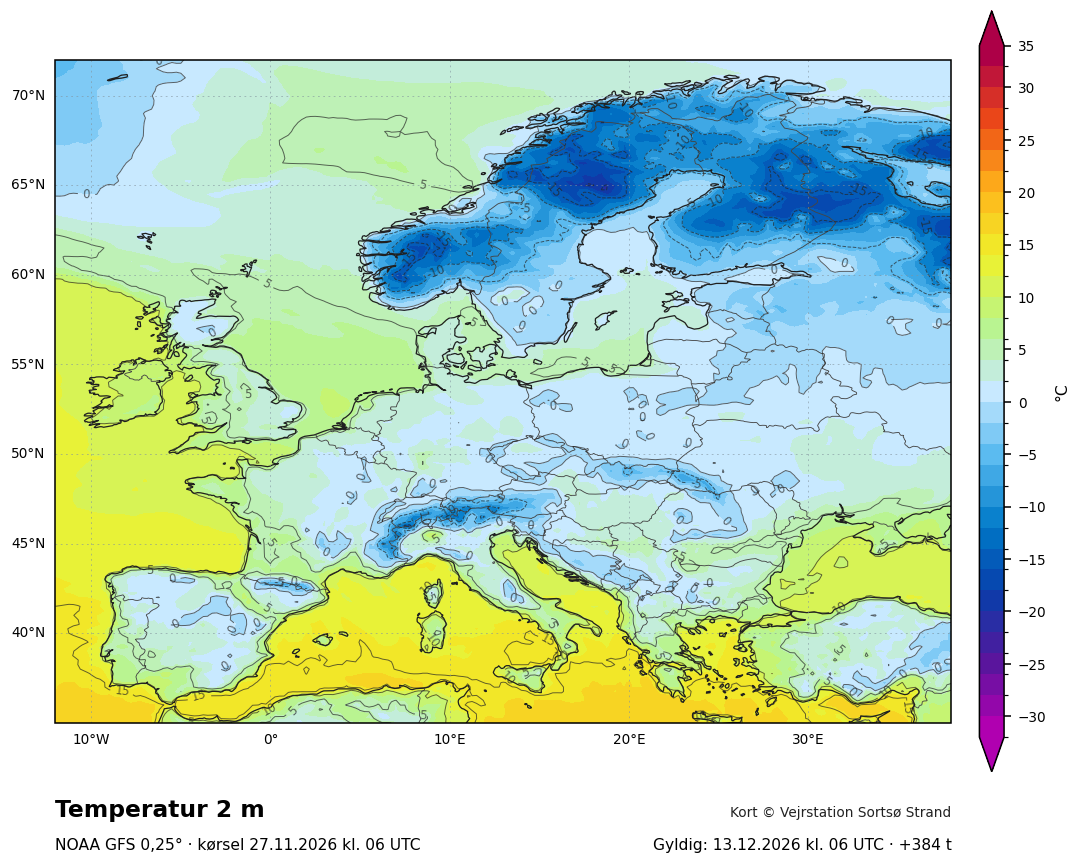 70°N
65°N
60°N
55°N
50°N
45°N
40°N
10°W
0°
10°E
20°E
30°E
35
30
25
20
15
10
5
0
−5
−10
−15
−20
−25
−30
°C
Temperatur 2 m
Kort © Vejrstation Sortsø Strand
NOAA GFS 0,25° · kørsel 27.11.2026 kl. 06 UTC
Gyldig: 13.12.2026 kl. 06 UTC · +384 t